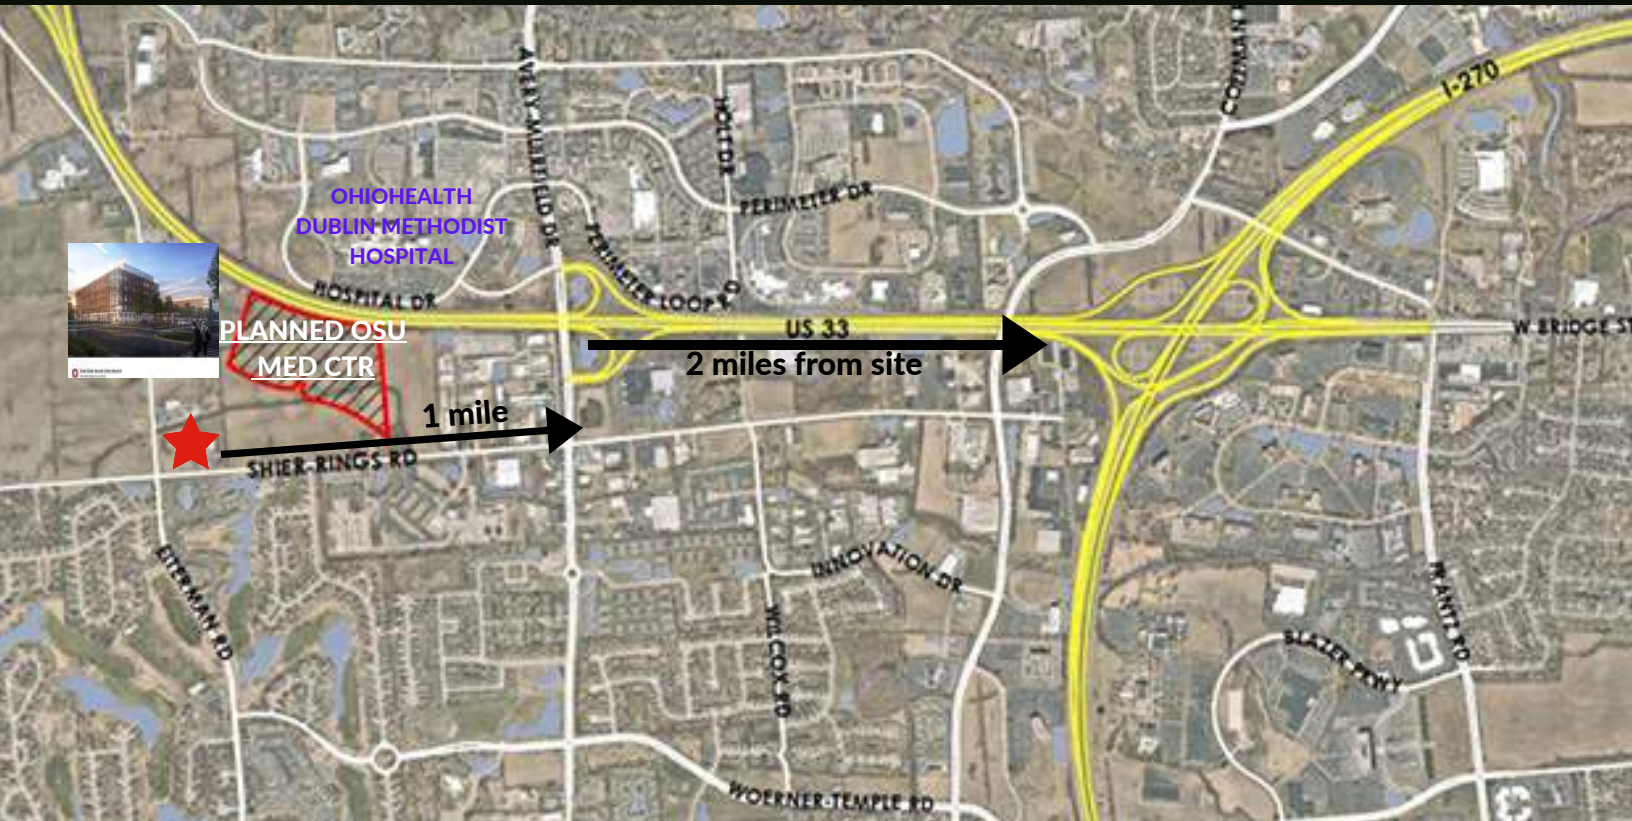 I-270
COFFMAN
AVERY-MUIRFIELD DR
HOLT DR
OHIOHEALTH
DUBLIN METHODIST
HOSPITAL
PERIMETER DR
PERIMETER LOOP RD
HOSPITAL DR
PLANNED OSU
MED CTR
US 33
W BRIDGE ST
2 miles from site
1 mile
SHIER-RINGS RD
EITERMAN RD
INNOVATION DR
WILCOX RD
FRANTZ RD
BLAZER PKWY
WOERNER-TEMPLE RD